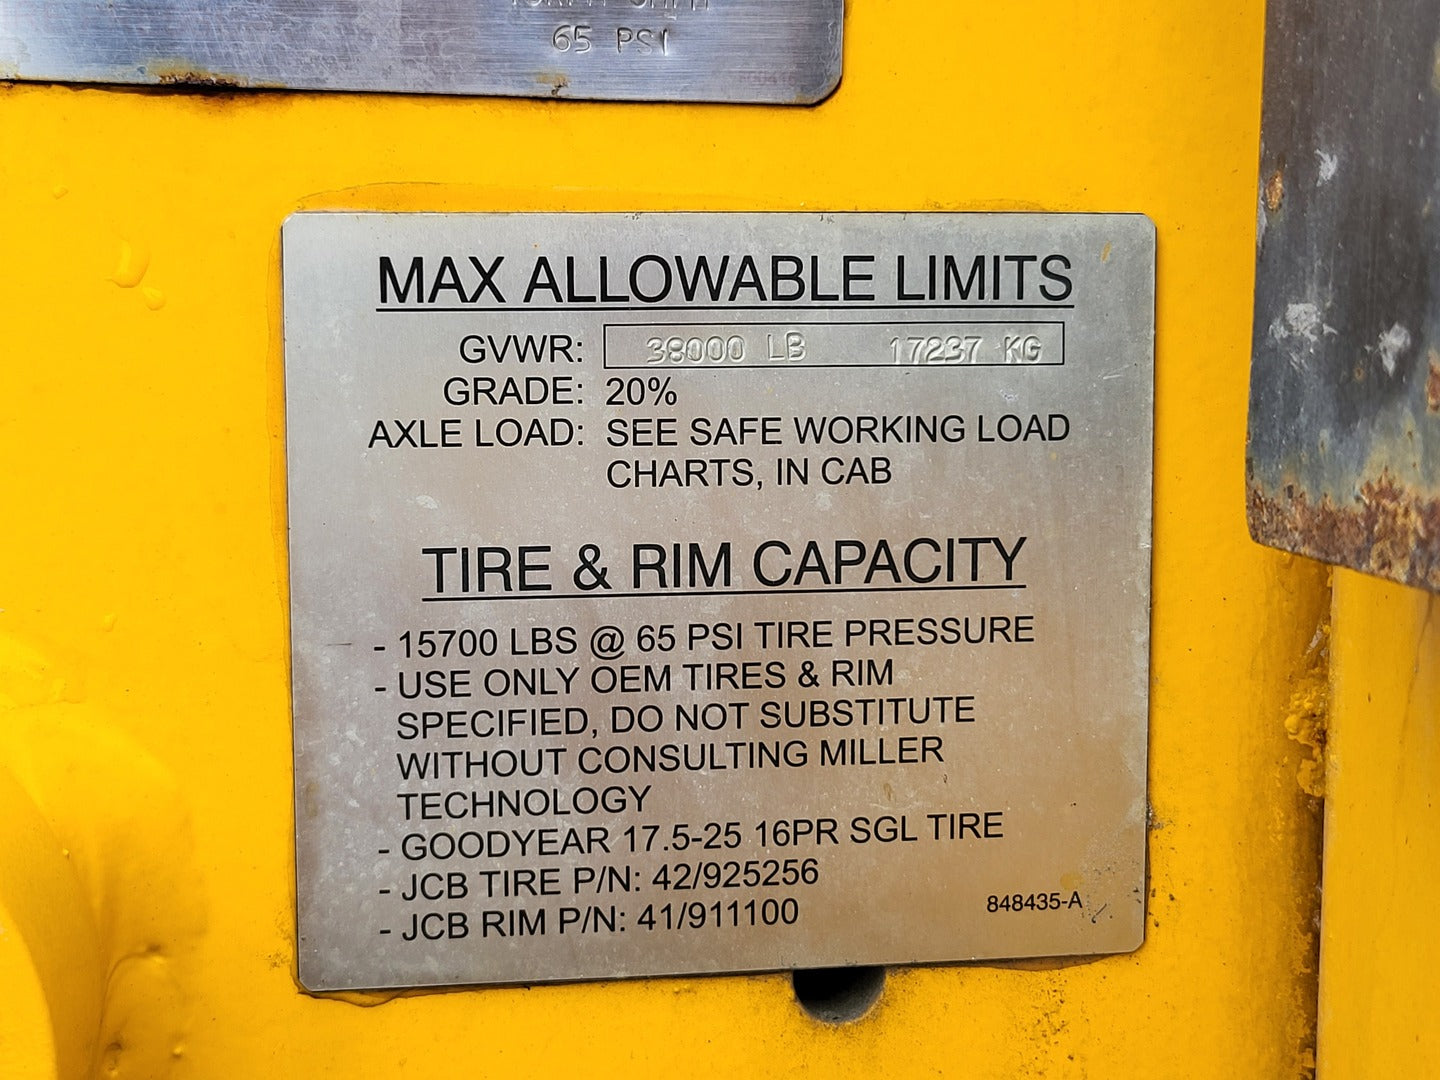 65 PSI
MAX ALLOWABLE LIMITS
GVWR: 38000 LB 17237 KG
GRADE: 20%
AXLE LOAD: SEE SAFE WORKING LOAD
CHARTS, IN CAB
TIRE & RIM CAPACITY
- 15700 LBS @ 65 PSI TIRE PRESSURE
- USE ONLY OEM TIRES & RIM
SPECIFIED, DO NOT SUBSTITUTE
WITHOUT CONSULTING MILLER
TECHNOLOGY
- GOODYEAR 17.5-25 16PR SGL TIRE
- JCB TIRE P/N: 42/925256
- JCB RIM P/N: 41/911100
848435-A